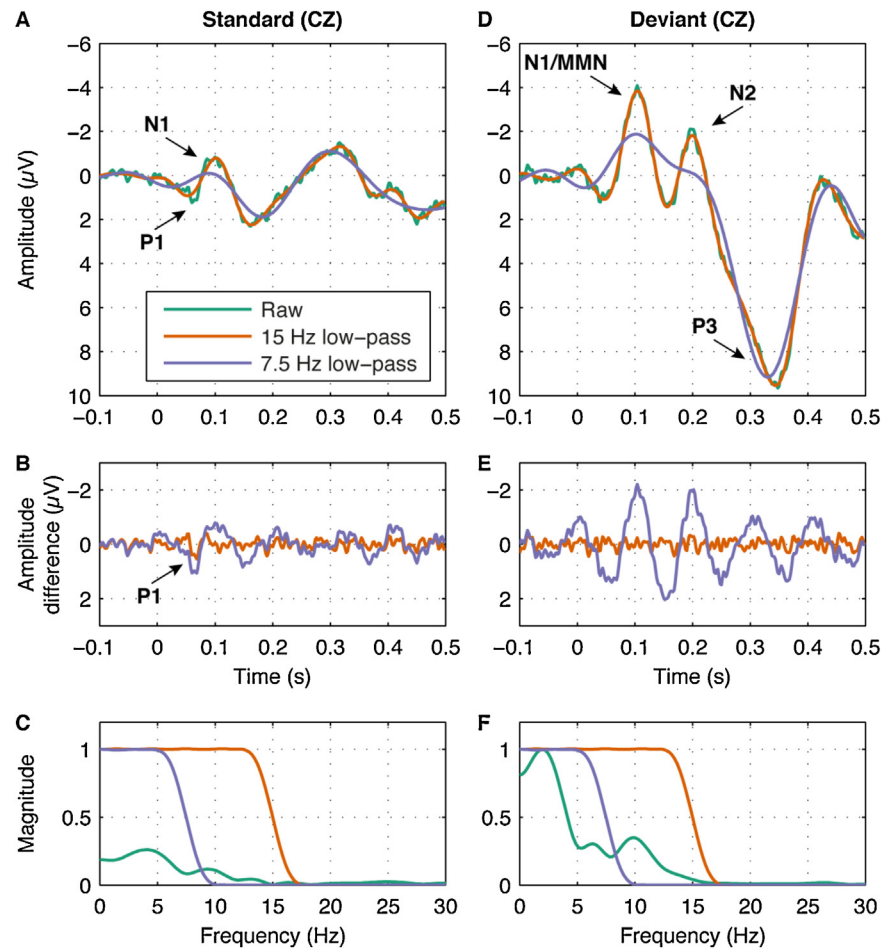 A
Standard (CZ)
Amplitude (µV)
−6
−4
−2
0
2
4
6
8
10
N1
P1
Raw
15 Hz low−pass
7.5 Hz low−pass
−0.1 0 0.1 0.2 0.3 0.4 0.5
B
Amplitude
difference (µV)
−2
0
2
P1
−0.1 0 0.1 0.2 0.3 0.4 0.5
Time (s)
C
Magnitude
1
0.5
0
0 5 10 15 20 25 30
Frequency (Hz)
D
Deviant (CZ)
−6
−4
−2
0
2
4
6
8
10
N1/MMN
N2
P3
−0.1 0 0.1 0.2 0.3 0.4 0.5
E
−2
0
2
−0.1 0 0.1 0.2 0.3 0.4 0.5
Time (s)
F
1
0.5
0
0 5 10 15 20 25 30
Frequency (Hz)